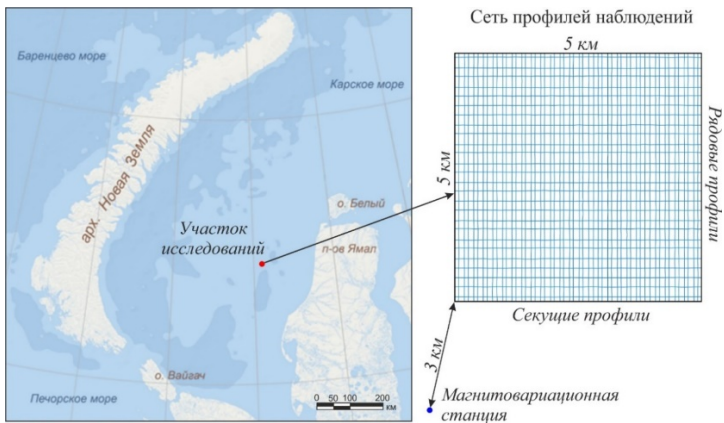 Баренцево море
Карское море
арх. Новая Земля
о. Белый
Участок
исследований
п-ов Ямал
о. Вайгач
Печорское море
0 50 100 200
км
Сеть профилей наблюдений
5 км
5 км
Рядовые профили
Секущие профили
3 км
Магнитовариационная
станция